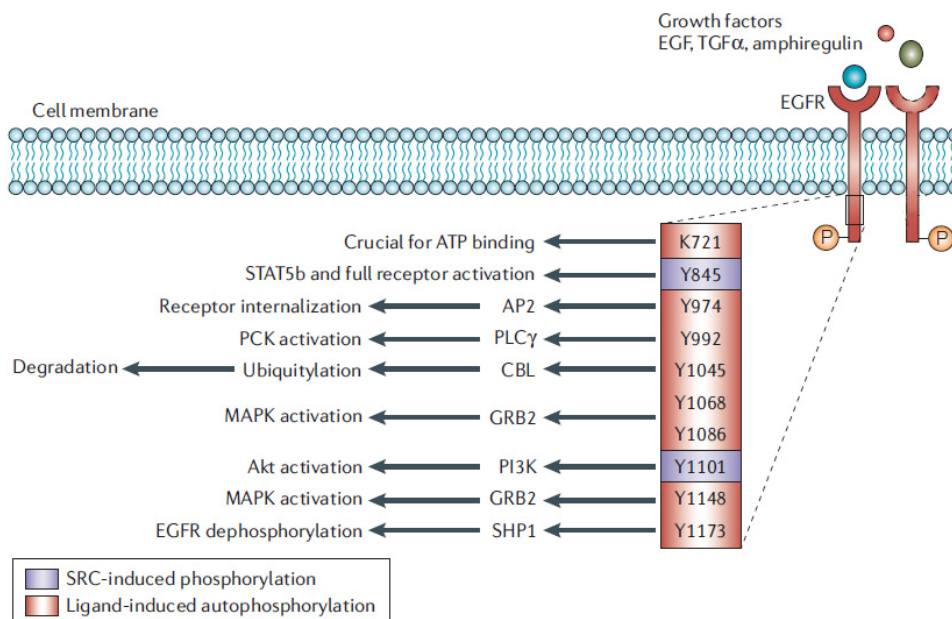 Growth factors
EGF, TGFα, amphiregulin
Cell membrane
EGFR
P
P
Crucial for ATP binding K721
STAT5b and full receptor activation Y845
Receptor internalization AP2 Y974
PCK activation PLCγ Y992
Degradation Ubiquitylation CBL Y1045
Y1068
MAPK activation GRB2
Y1086
Akt activation PI3K Y1101
MAPK activation GRB2 Y1148
EGFR dephosphorylation SHP1 Y1173
SRC-induced phosphorylation
Ligand-induced autophosphorylation